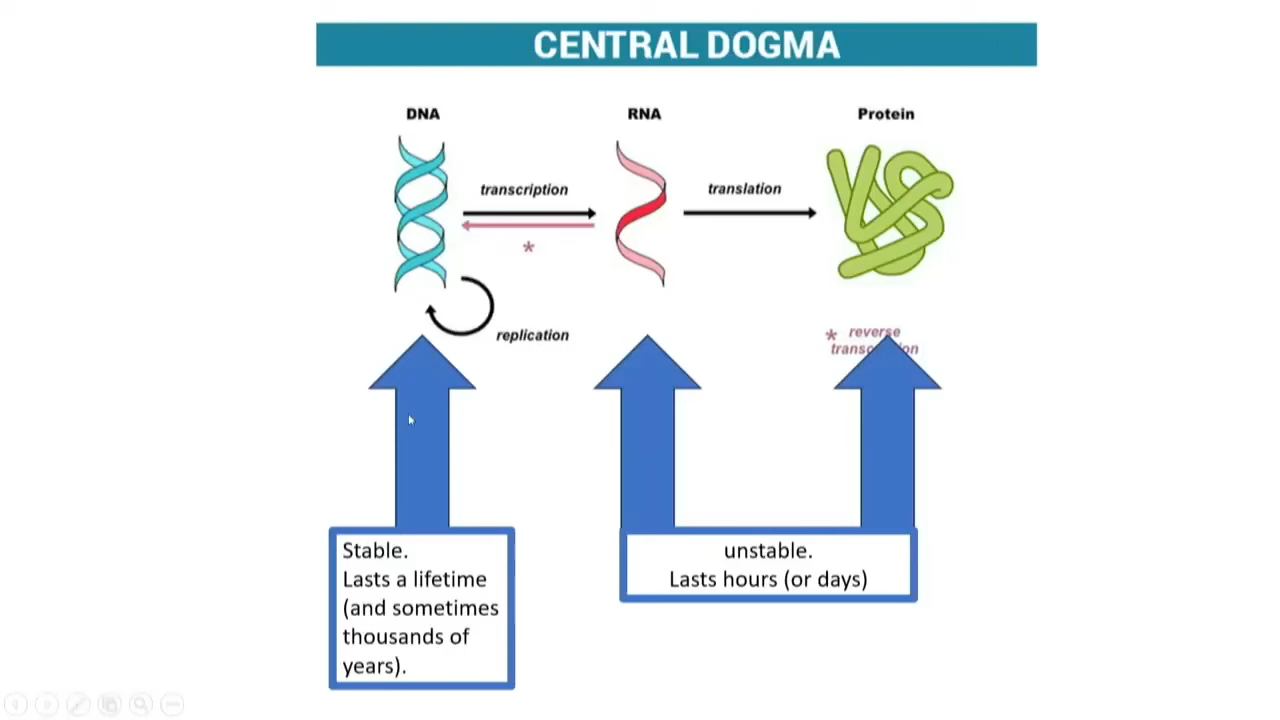 CENTRAL DOGMA
DNA
RNA
Protein
transcription
translation
*
replication
* reverse
Stable.
Lasts a lifetime
(and sometimes
thousands of
years).
unstable.
Lasts hours (or days)